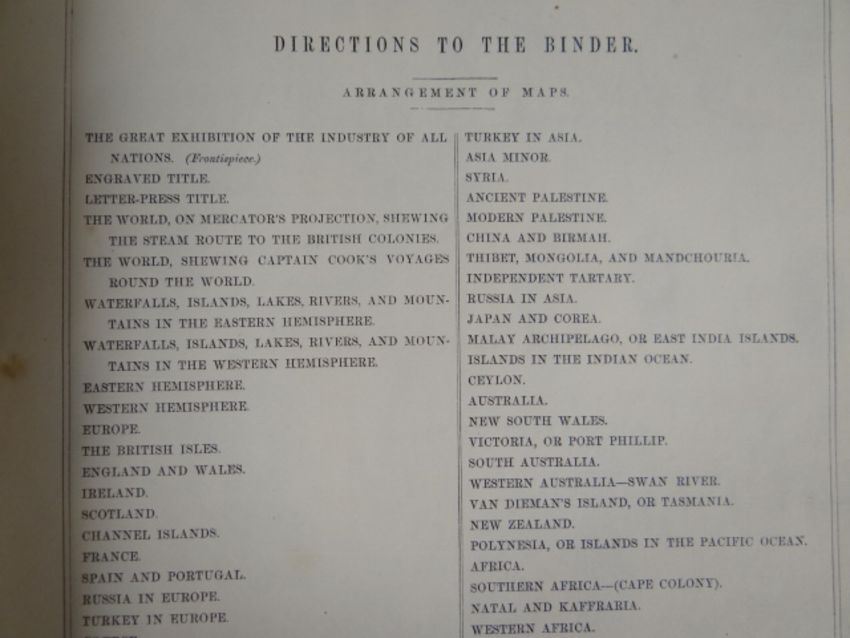 DIRECTIONS TO THE BINDER.
ARRANGEMENT OF MAPS.
THE GREAT EXHIBITION OF THE INDUSTRY OF ALL
NATIONS. (Frontispiece.)
ENGRAVED TITLE.
LETTER-PRESS TITLE.
THE WORLD, ON MERCATOR'S PROJECTION, SHEWING
THE STEAM ROUTE TO THE BRITISH COLONIES.
THE WORLD, SHEWING CAPTAIN COOK'S VOYAGES
ROUND THE WORLD.
WATERFALLS, ISLANDS, LAKES, RIVERS, AND MOUN-
TAINS IN THE EASTERN HEMISPHERE.
WATERFALLS, ISLANDS, LAKES, RIVERS, AND MOUN-
TAINS IN THE WESTERN HEMISPHERE.
EASTERN HEMISPHERE.
WESTERN HEMISPHERE.
EUROPE.
THE BRITISH ISLES.
ENGLAND AND WALES.
IRELAND.
SCOTLAND.
CHANNEL ISLANDS.
FRANCE.
SPAIN AND PORTUGAL.
RUSSIA IN EUROPE.
TURKEY IN EUROPE.
TURKEY IN ASIA.
ASIA MINOR.
SYRIA.
ANCIENT PALESTINE.
MODERN PALESTINE.
CHINA AND BIRMAH.
THIBET, MONGOLIA, AND MANDCHOURIA.
INDEPENDENT TARTARY.
RUSSIA IN ASIA.
JAPAN AND COREA.
MALAY ARCHIPELAGO, OR EAST INDIA ISLANDS.
ISLANDS IN THE INDIAN OCEAN.
CEYLON.
AUSTRALIA.
NEW SOUTH WALES.
VICTORIA, OR PORT PHILLIP.
SOUTH AUSTRALIA.
WESTERN AUSTRALIA—SWAN RIVER.
VAN DIEMAN'S ISLAND, OR TASMANIA.
NEW ZEALAND.
POLYNESIA, OR ISLANDS IN THE PACIFIC OCEAN.
AFRICA.
SOUTHERN AFRICA—(CAPE COLONY).
NATAL AND KAFFRARIA.
WESTERN AFRICA.